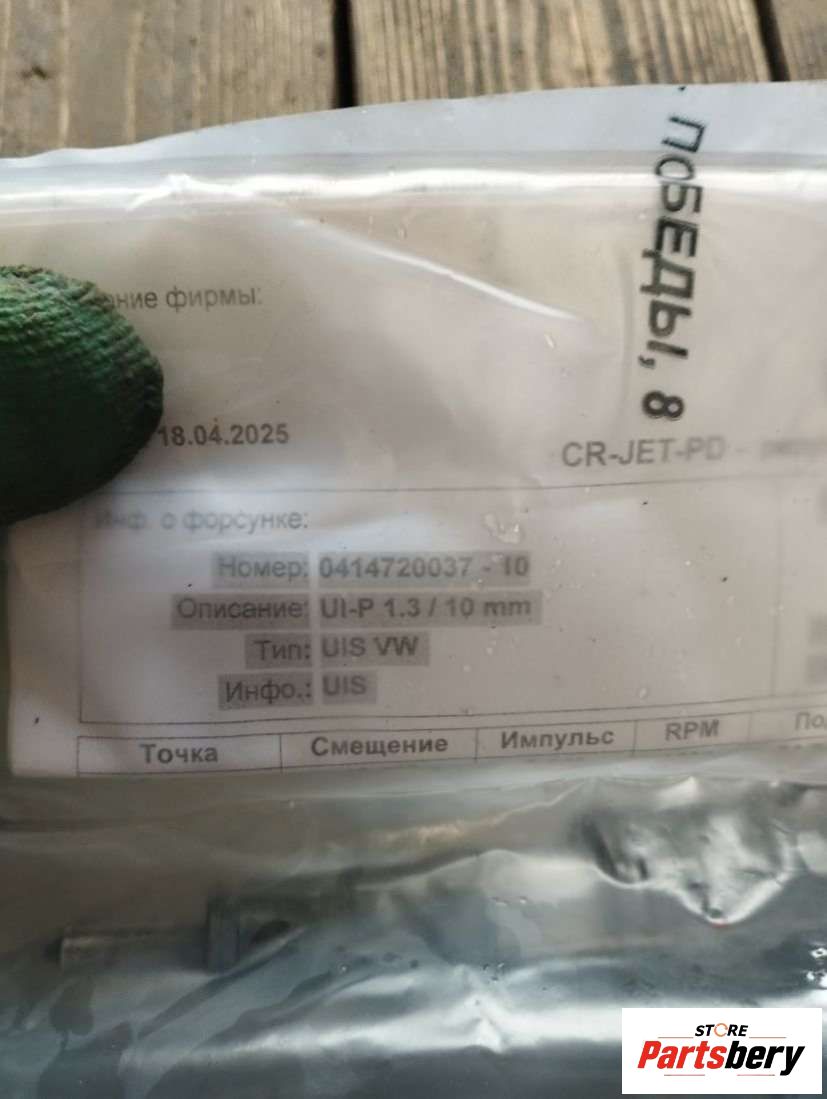 ПОБЕДЫ, 8
ние фирмы:
18.04.2025
CR-JET-PD -
Инф. о форсунке:
Номер: 0414720037 - 10
Описание: UI-P 1.3 / 10 mm
Тип: UIS VW
Инфо.: UIS
Точка Смещение Импульс RPM По
STORE
Partsbery